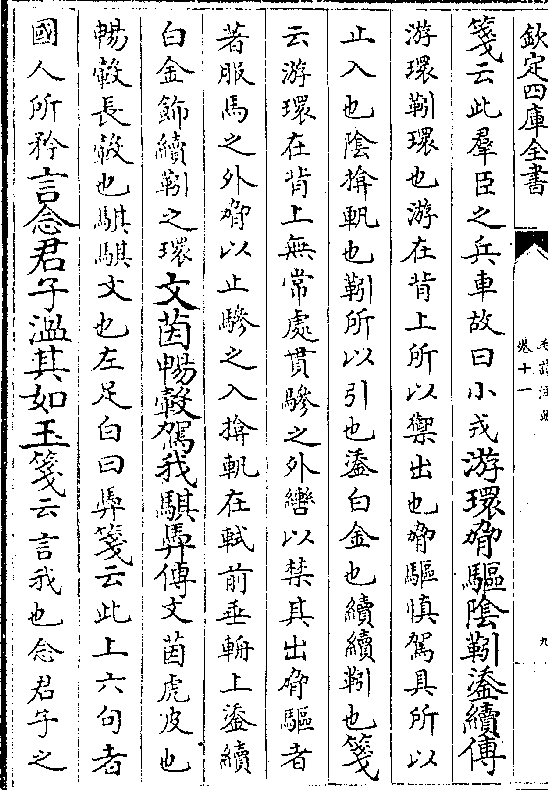 欽定四庫全書
卷十一
九
箋云此羣臣之兵車故曰小戎游環脅驅陰靷鋈續傳
游環靷環也游在背上所以禦出也脅驅慎駕具所以
止入也陰揜軓也靷所以引也鋈白金也續續靷也箋
云游環在背上無常處貫驂之外轡以禁其出脅驅者
著服馬之外脅以止驂之入揜軓在軾前垂輈上鋈續
白金飾續靷之環文茵暢轂駕我騏馵傳文茵虎皮也
暢轂長轂也騏騏文也左足白曰馵箋云此上六句者
國人所矜言念君子溫其如玉箋云言我也念君子之